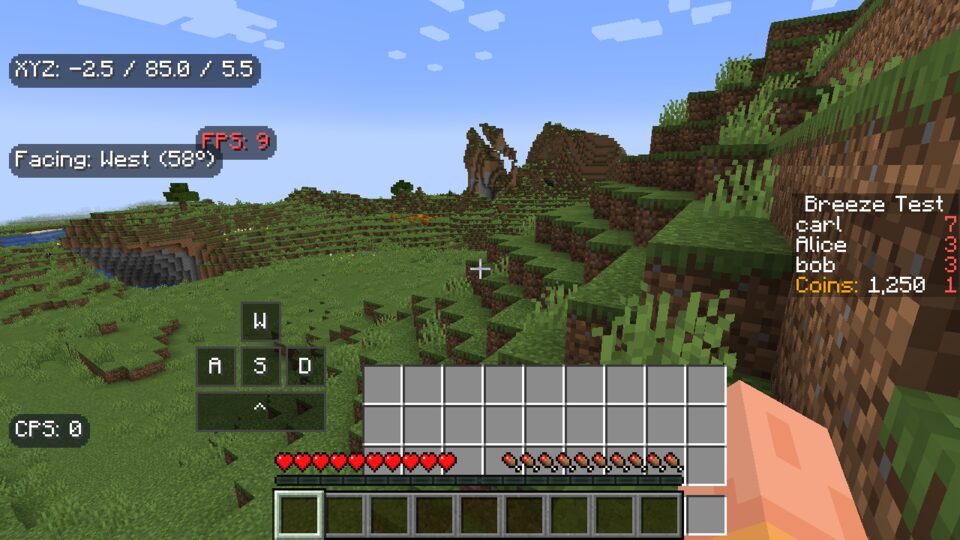 XYZ: -2.5 / 85.0 / 5.5
FPS: 9
Facing: West (58°)
Breeze Test
carl 7
Alice 3
bob 3
Coins: 1,250 1
W
A S D
^
CPS: 0